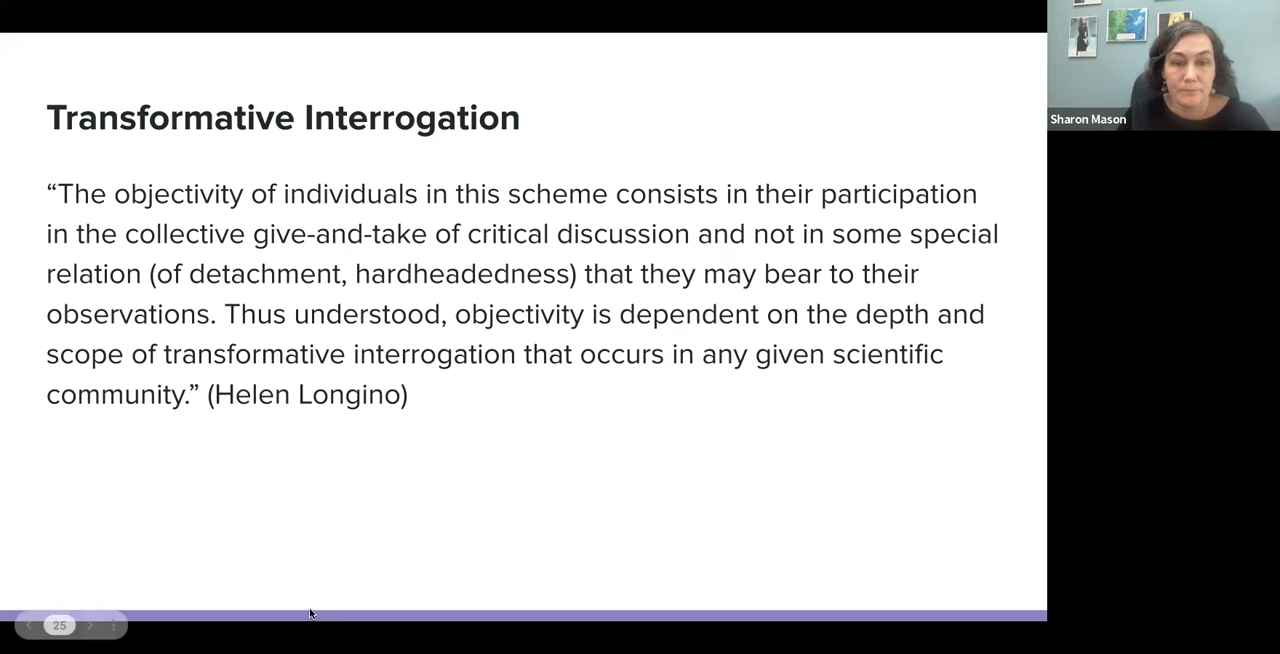 Transformative Interrogation
“The objectivity of individuals in this scheme consists in their participation
in the collective give-and-take of critical discussion and not in some special
relation (of detachment, hardheadedness) that they may bear to their
observations. Thus understood, objectivity is dependent on the depth and
scope of transformative interrogation that occurs in any given scientific
community.” (Helen Longino)
Sharon Mason
25